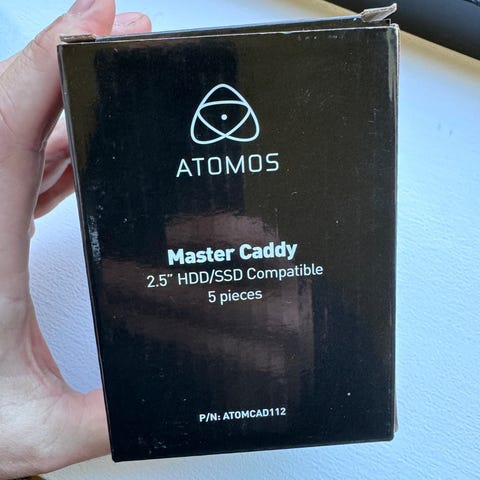 ATOMOS
Master Caddy
2.5" HDD/SSD Compatible
5 pieces
P/N: ATOMCAD112